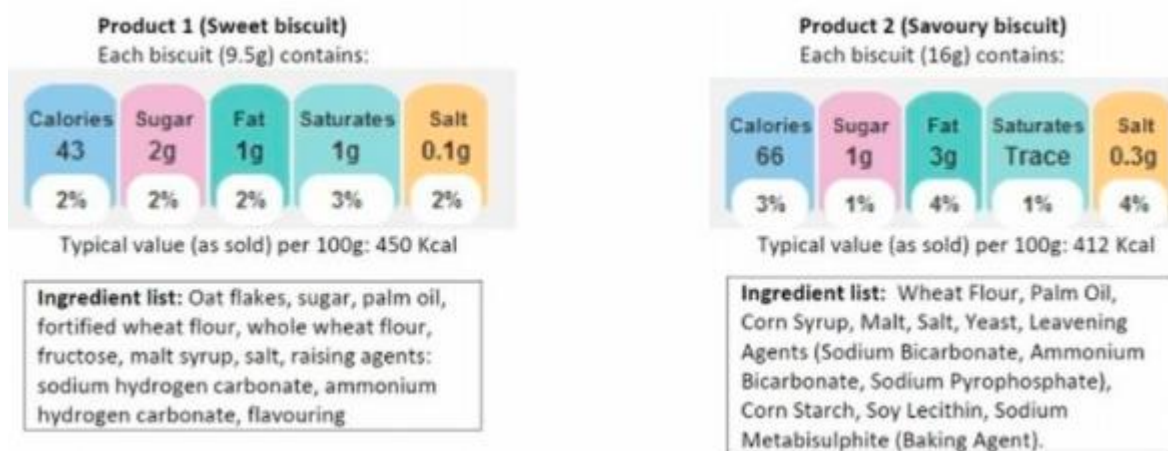 Product 1 (Sweet biscuit)
Each biscuit (9.5g) contains:
Calories Sugar Fat Saturates Salt
43 2g 1g 1g 0.1g
2% 2% 2% 3% 2%
Typical value (as sold) per 100g: 450 Kcal
Ingredient list: Oat flakes, sugar, palm oil,
fortified wheat flour, whole wheat flour,
fructose, malt syrup, salt, raising agents:
sodium hydrogen carbonate, ammonium
hydrogen carbonate, flavouring
Product 2 (Savoury biscuit)
Each biscuit (16g) contains:
Calories Sugar Fat Saturates Salt
66 1g 3g Trace 0.3g
3% 1% 4% 1% 4%
Typical value (as sold) per 100g: 412 Kcal
Ingredient list: Wheat Flour, Palm Oil,
Corn Syrup, Malt, Salt, Yeast, Leavening
Agents (Sodium Bicarbonate, Ammonium
Bicarbonate, Sodium Pyrophosphate),
Corn Starch, Soy Lecithin, Sodium
Metabisulphite (Baking Agent).